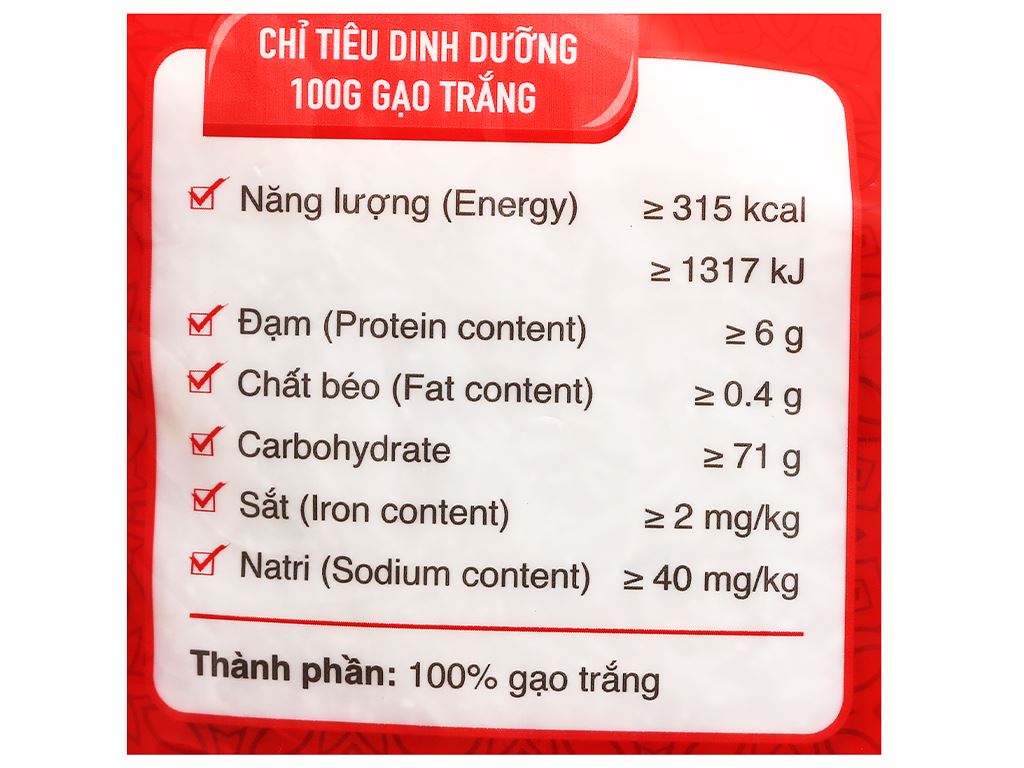 CHỈ TIÊU DINH DƯỠNG
100G GẠO TRẮNG
Năng lượng (Energy) ≥ 315 kcal
≥ 1317 kJ
Đạm (Protein content) ≥ 6 g
Chất béo (Fat content) ≥ 0.4 g
Carbohydrate ≥ 71 g
Sắt (Iron content) ≥ 2 mg/kg
Natri (Sodium content) ≥ 40 mg/kg
Thành phần: 100% gạo trắng